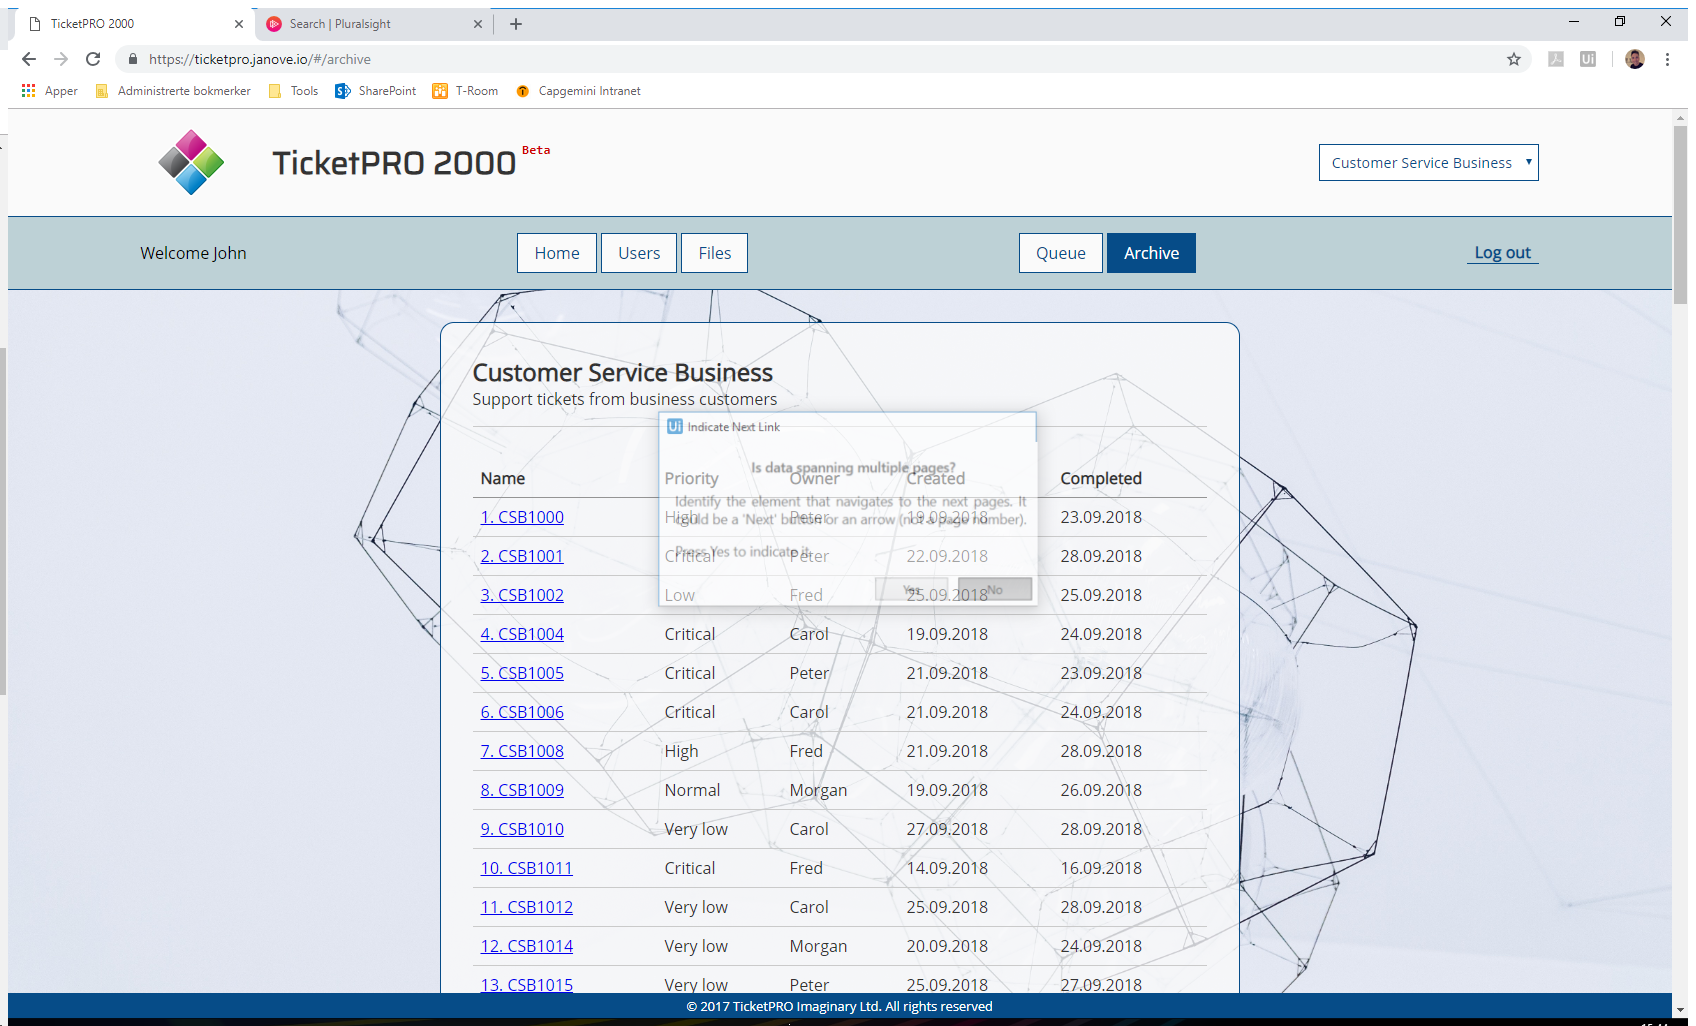 TicketPRO 2000
Search | Pluralsight
https://ticketpro.janove.io/#/archive
Apper Administrerte bokmerker Tools SharePoint T-Room Capgemini Intranet
TicketPRO 2000 Beta
Customer Service Business
Welcome John Home Users Files Queue Archive Log out
Customer Service Business
Support tickets from business customers
Ui Indicate Next Link
Is data spanning multiple pages?
Identify the element that navigates to the next pages. It
could be a 'Next' button or an arrow (not a page number).
Press Yes to indicate it.
Yes No
Name Priority Owner Created Completed
1. CSB1000 High Peter 19.09.2018 23.09.2018
2. CSB1001 Critical Peter 22.09.2018 28.09.2018
3. CSB1002 Low Fred 25.09.2018 25.09.2018
4. CSB1004 Critical Carol 19.09.2018 24.09.2018
5. CSB1005 Critical Peter 21.09.2018 23.09.2018
6. CSB1006 Critical Carol 21.09.2018 24.09.2018
7. CSB1008 High Fred 21.09.2018 28.09.2018
8. CSB1009 Normal Morgan 19.09.2018 26.09.2018
9. CSB1010 Very low Carol 27.09.2018 28.09.2018
10. CSB1011 Critical Fred 14.09.2018 16.09.2018
11. CSB1012 Very low Carol 25.09.2018 28.09.2018
12. CSB1014 Very low Morgan 20.09.2018 24.09.2018
13. CSB1015 Very low Peter 25.09.2018 27.09.2018
© 2017 TicketPRO Imaginary Ltd. All rights reserved